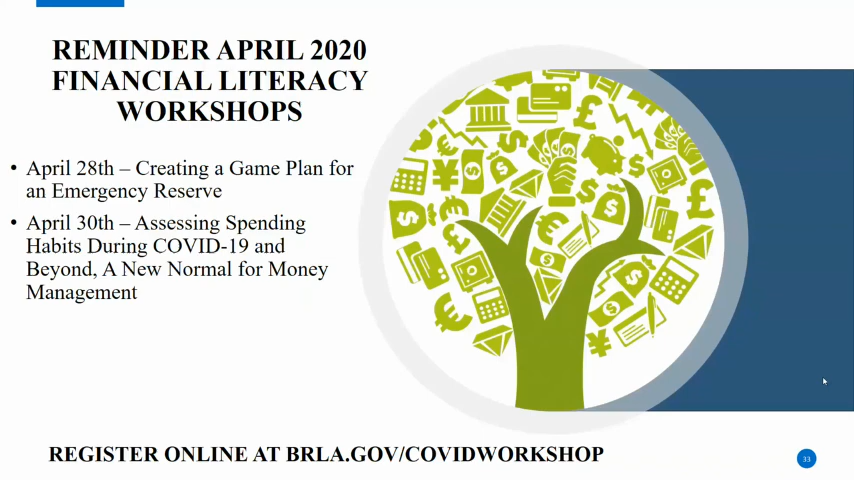 REMINDER APRIL 2020
FINANCIAL LITERACY
WORKSHOPS
• April 28th – Creating a Game Plan for
an Emergency Reserve
• April 30th – Assessing Spending
Habits During COVID-19 and
Beyond, A New Normal for Money
Management
REGISTER ONLINE AT BRLA.GOV/COVIDWORKSHOP
33